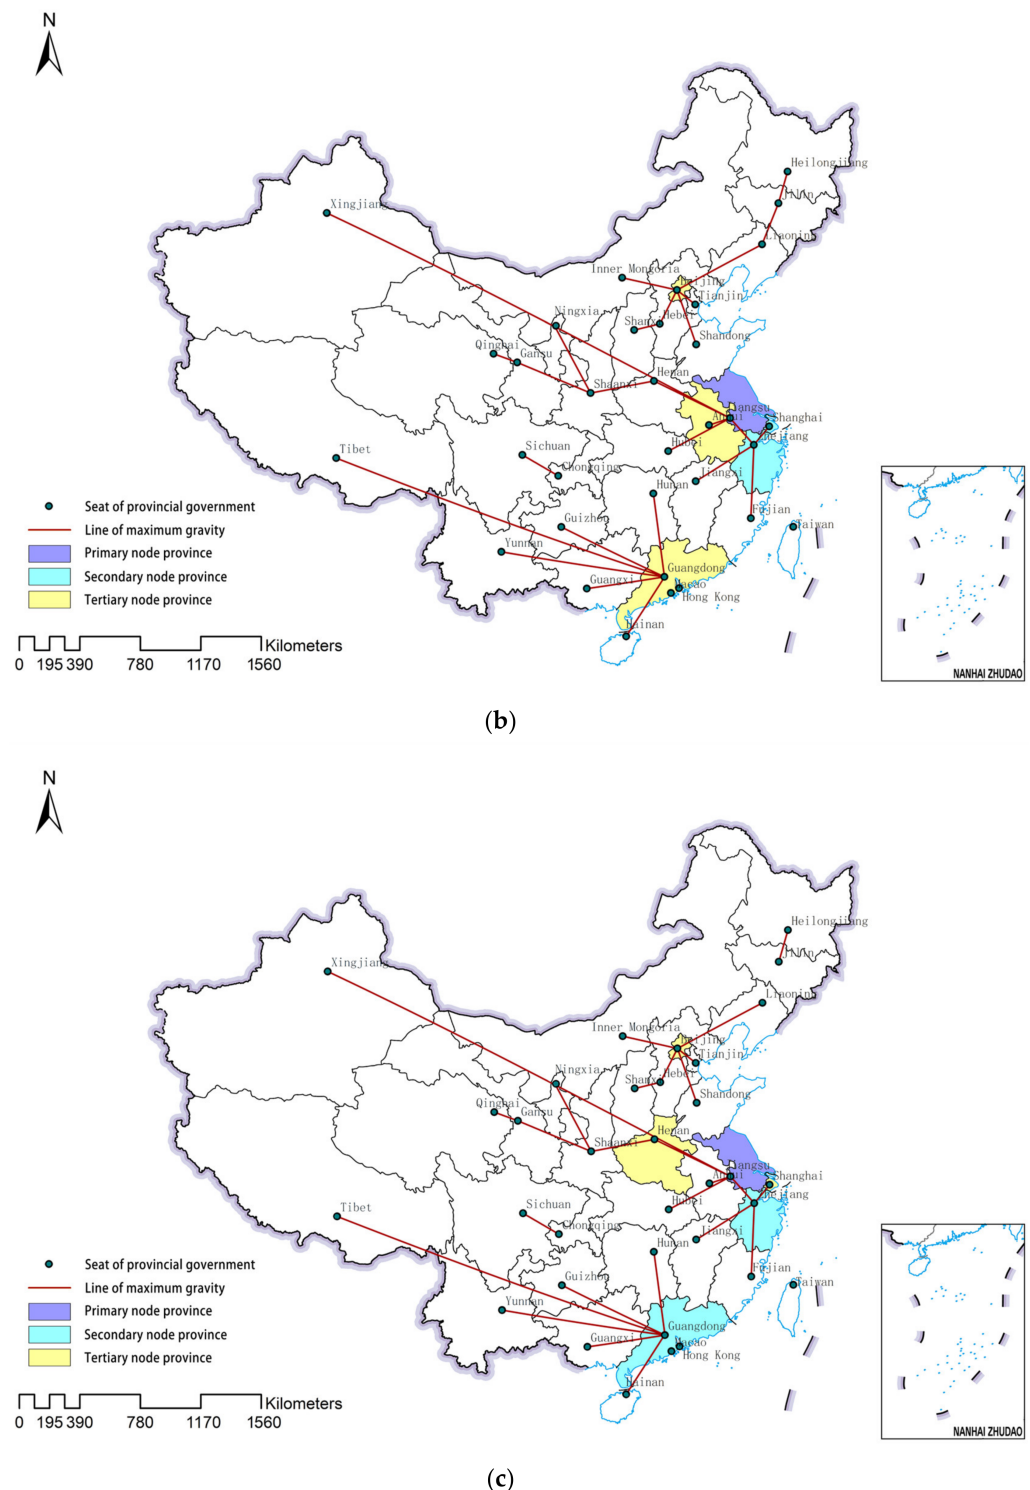 N
Heilongjiang
Jilin
Xingjiang
Liaoning
Inner Mongoria
Beijing
Tianjin
Ningxia
Shanxi
Hebei
Shandong
Qinghai
Gansu
Henan
Shaanxi
Jiangsu
Anhui
Shanghai
Zhejiang
Tibet
Sichuan
Hubei
Chongqing
Jiangxi
Hunan
Seat of provincial government
Guizhou
Fujian
Taiwan
Line of maximum gravity
Yunnan
Primary node province
Guangdong
Secondary node province
Guangxi
Macao
Tertiary node province
Hong Kong
Hainan
Kilometers
0 195 390 780 1170 1560
NANHAI ZHUDAO
(b)
N
Heilongjiang
Jilin
Xingjiang
Liaoning
Inner Mongoria
Beijing
Tianjin
Ningxia
Shanxi
Hebei
Shandong
Qinghai
Gansu
Henan
Shaanxi
Jiangsu
Anhui
Shanghai
Zhejiang
Tibet
Sichuan
Hubei
Chongqing
Jiangxi
Hunan
Seat of provincial government
Guizhou
Fujian
Taiwan
Line of maximum gravity
Yunnan
Primary node province
Guangdong
Secondary node province
Guangxi
Macao
Tertiary node province
Hong Kong
Hainan
Kilometers
0 195 390 780 1170 1560
NANHAI ZHUDAO
(c)